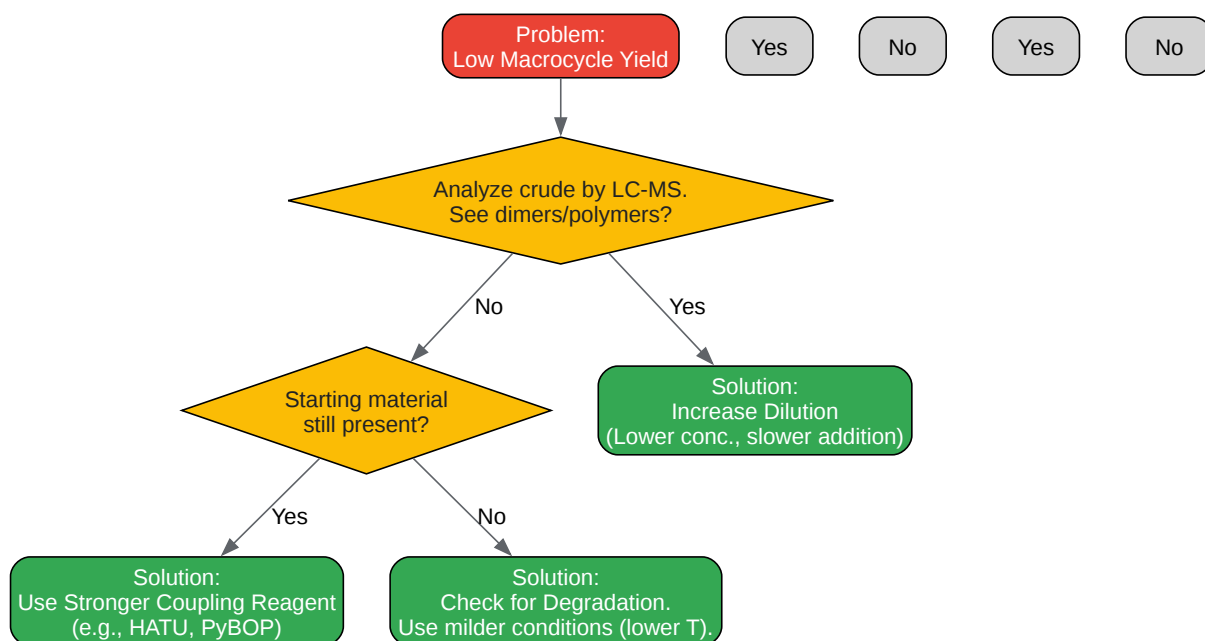 Problem:
Low Macrocycle Yield
Yes
No
Yes
No
Analyze crude by LC-MS.
See dimers/polymers?
No
Yes
Starting material
still present?
Solution:
Increase Dilution
(Lower conc., slower addition)
Yes
No
Solution:
Use Stronger Coupling Reagent
(e.g., HATU, PyBOP)
Solution:
Check for Degradation.
Use milder conditions (lower T).